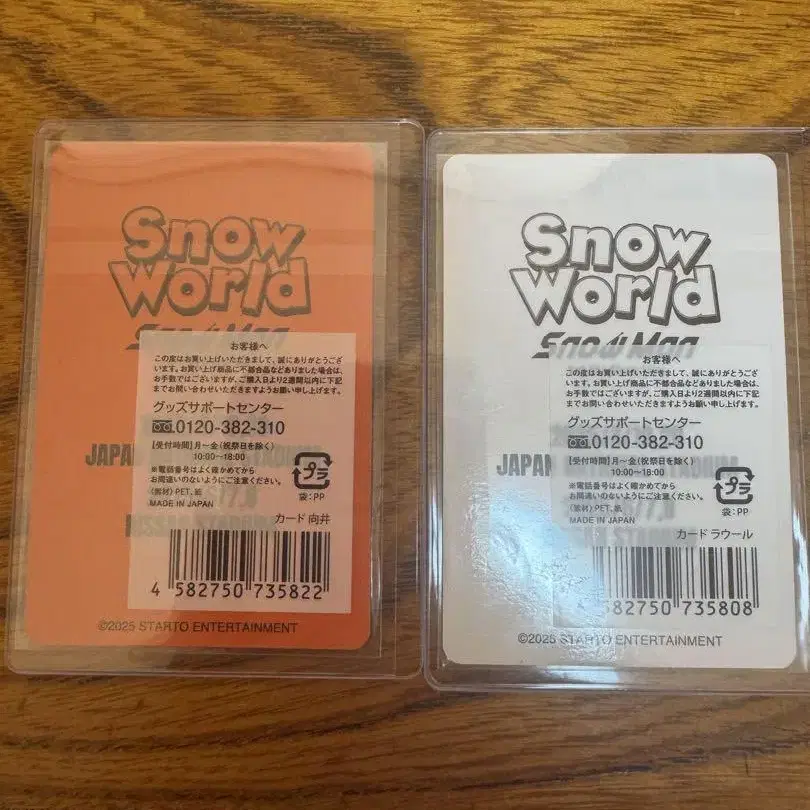 Snow
World
Snow Man
お客様へ
この度はお買い上げいただきまして、誠にありがとうござ
います。お買い上げ商品に不都合品などありました場合は、
お手数ではございますが、ご購入日より2週間以内に下記
までお問い合わせいただきますようお願い申し上げます。
グッズサポートセンター
0120-382-310
【受付時間】月~金(祝祭日を除く)
10:00~18:00
※電話番号はよく確かめてから
お間違いのないようにご注意ください。
(素材)PET、紙
MADE IN JAPAN
プラ
袋:PP
カード 向井
4 582750 735822
JAPAN
©2025 STARTO ENTERTAINMENT
Snow
World
Snow Man
お客様へ
この度はお買い上げいただきまして、誠にありがとうござ
います。お買い上げ商品に不都合品などありました場合は、
お手数ではございますが、ご購入日より2週間以内に下記
までお問い合わせいただきますようお願い申し上げます。
グッズサポートセンター
0120-382-310
【受付時間】月~金(祝祭日を除く)
10:00~18:00
※電話番号はよく確かめてから
お間違いのないようにご注意ください。
(素材)PET、紙
MADE IN JAPAN
プラ
袋:PP
カード ラウール
582750 735808
JAPAN
©2025 STARTO ENTERTAINMENT